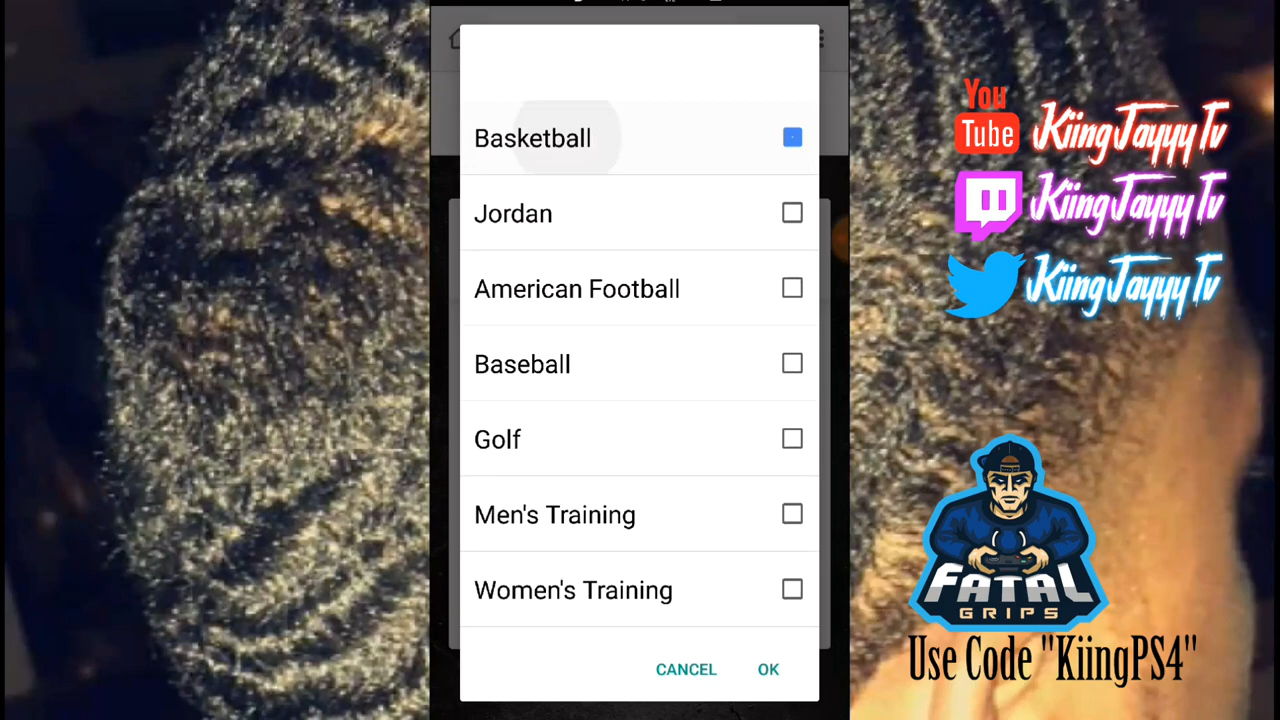 Basketball
Jordan
American Football
Baseball
Golf
Men's Training
Women's Training
CANCEL
OK
You
Tube
KiingJayyyTv
KiingJayyyTv
KiingJayyyTv
FATAL
GRIPS
Use Code "KiingPS4"